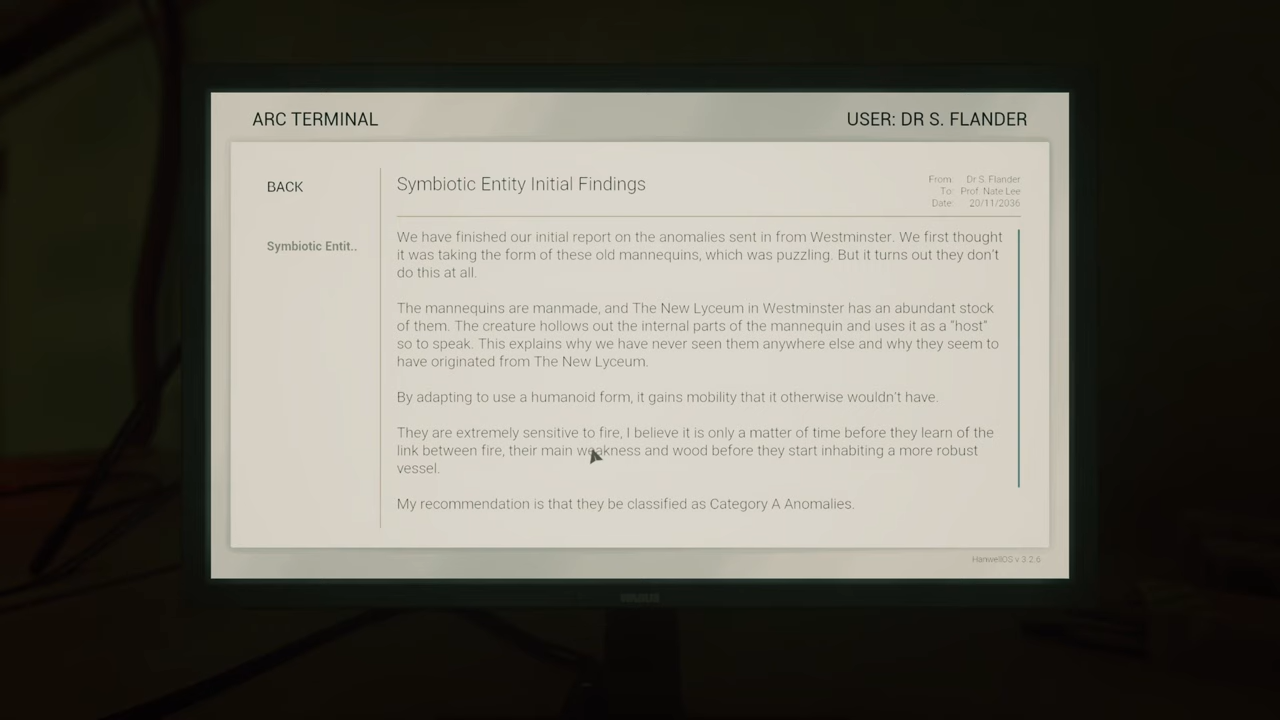 ARC TERMINAL
USER: DR S. FLANDER
BACK
Symbiotic Entit..
Symbiotic Entity Initial Findings
From: Dr S. Flander
To: Prof. Nate Lee
Date: 20/11/2036
We have finished our initial report on the anomalies sent in from Westminster. We first thought
it was taking the form of these old mannequins, which was puzzling. But it turns out they don't
do this at all.
The mannequins are manmade, and The New Lyceum in Westminster has an abundant stock
of them. The creature hollows out the internal parts of the mannequin and uses it as a "host"
so to speak. This explains why we have never seen them anywhere else and why they seem to
have originated from The New Lyceum.
By adapting to use a humanoid form, it gains mobility that it otherwise wouldn't have.
They are extremely sensitive to fire, I believe it is only a matter of time before they learn of the
link between fire, their main weakness and wood before they start inhabiting a more robust
vessel.
My recommendation is that they be classified as Category A Anomalies.
HanwellOS v 3.2.6